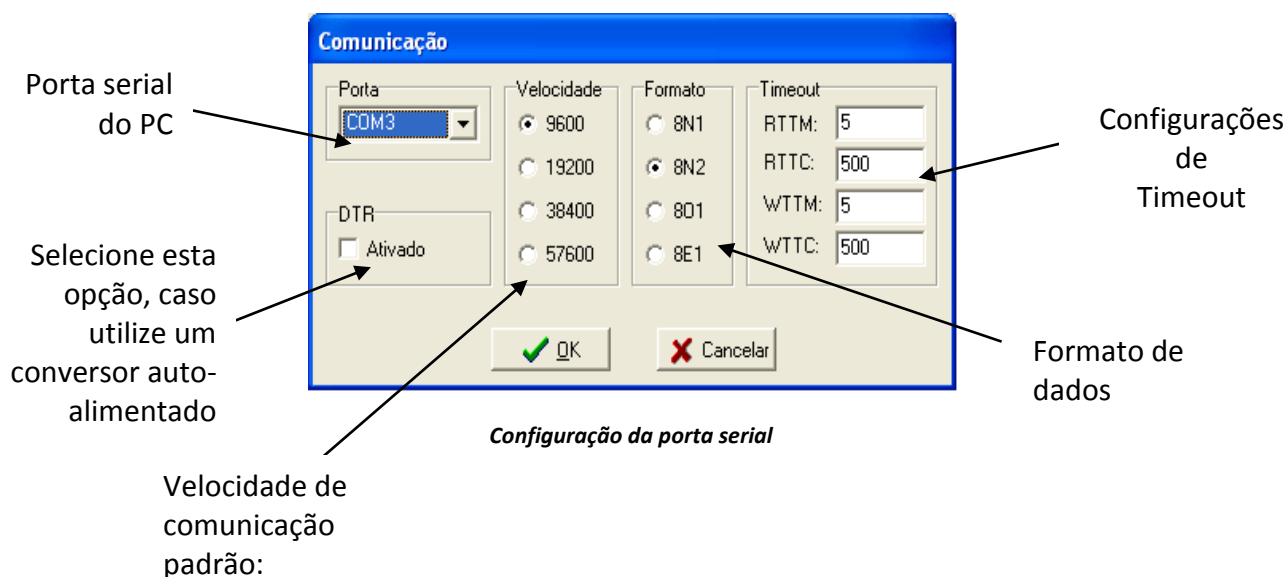 Comunicação
Porta serial
do PC
Porta
COM3
DTR
Ativado
Velocidade
9600
19200
38400
57600
Formato
8N1
8N2
8O1
8E1
Timeout
RTTM: 5
RTTC: 500
WTTM: 5
WTTC: 500
OK
Cancelar
Configurações
de
Timeout
Selecione esta
opção, caso
utilize um
conversor auto-
alimentado
Formato de
dados
Configuração da porta serial
Velocidade de
comunicação
padrão: